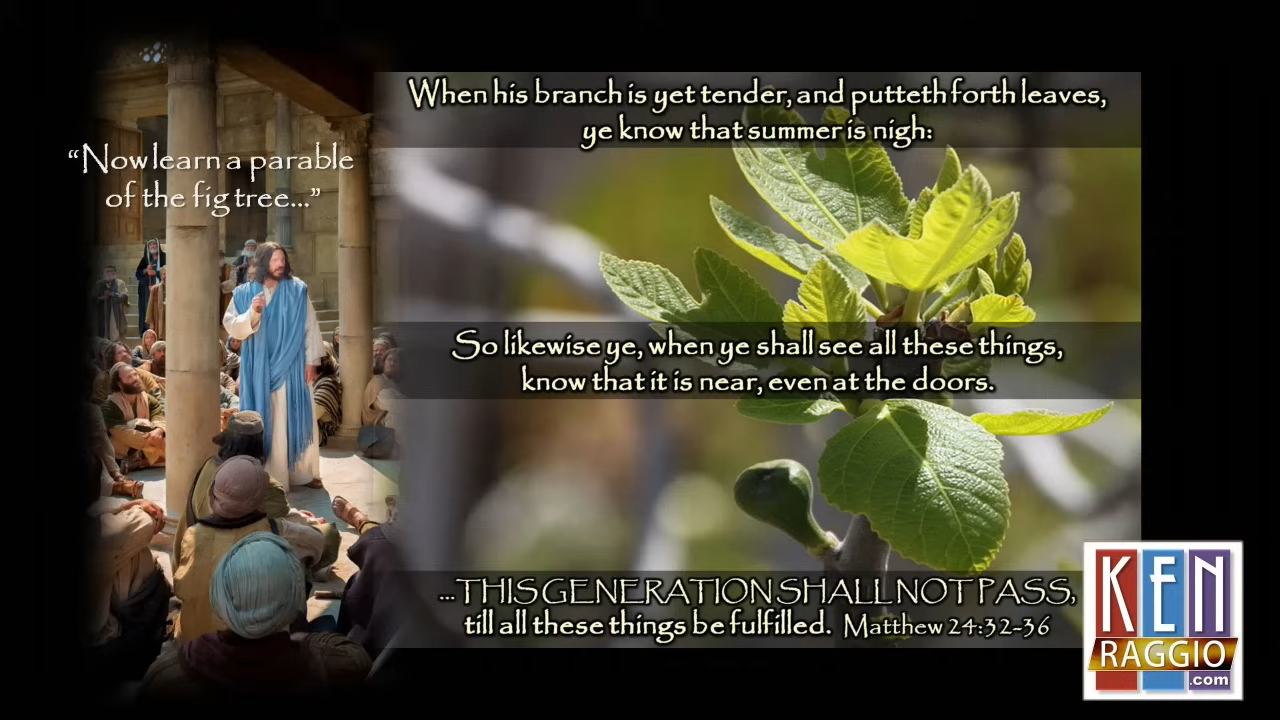 “Now learn a parable
of the fig tree...”
When his branch is yet tender, and putteth forth leaves,
ye know that summer is nigh:
So likewise ye, when ye shall see all these things,
know that it is near, even at the doors.
...THIS GENERATION SHALL NOT PASS,
till all these things be fulfilled. Matthew 24:32-36
KEN
RAGGIO
.com